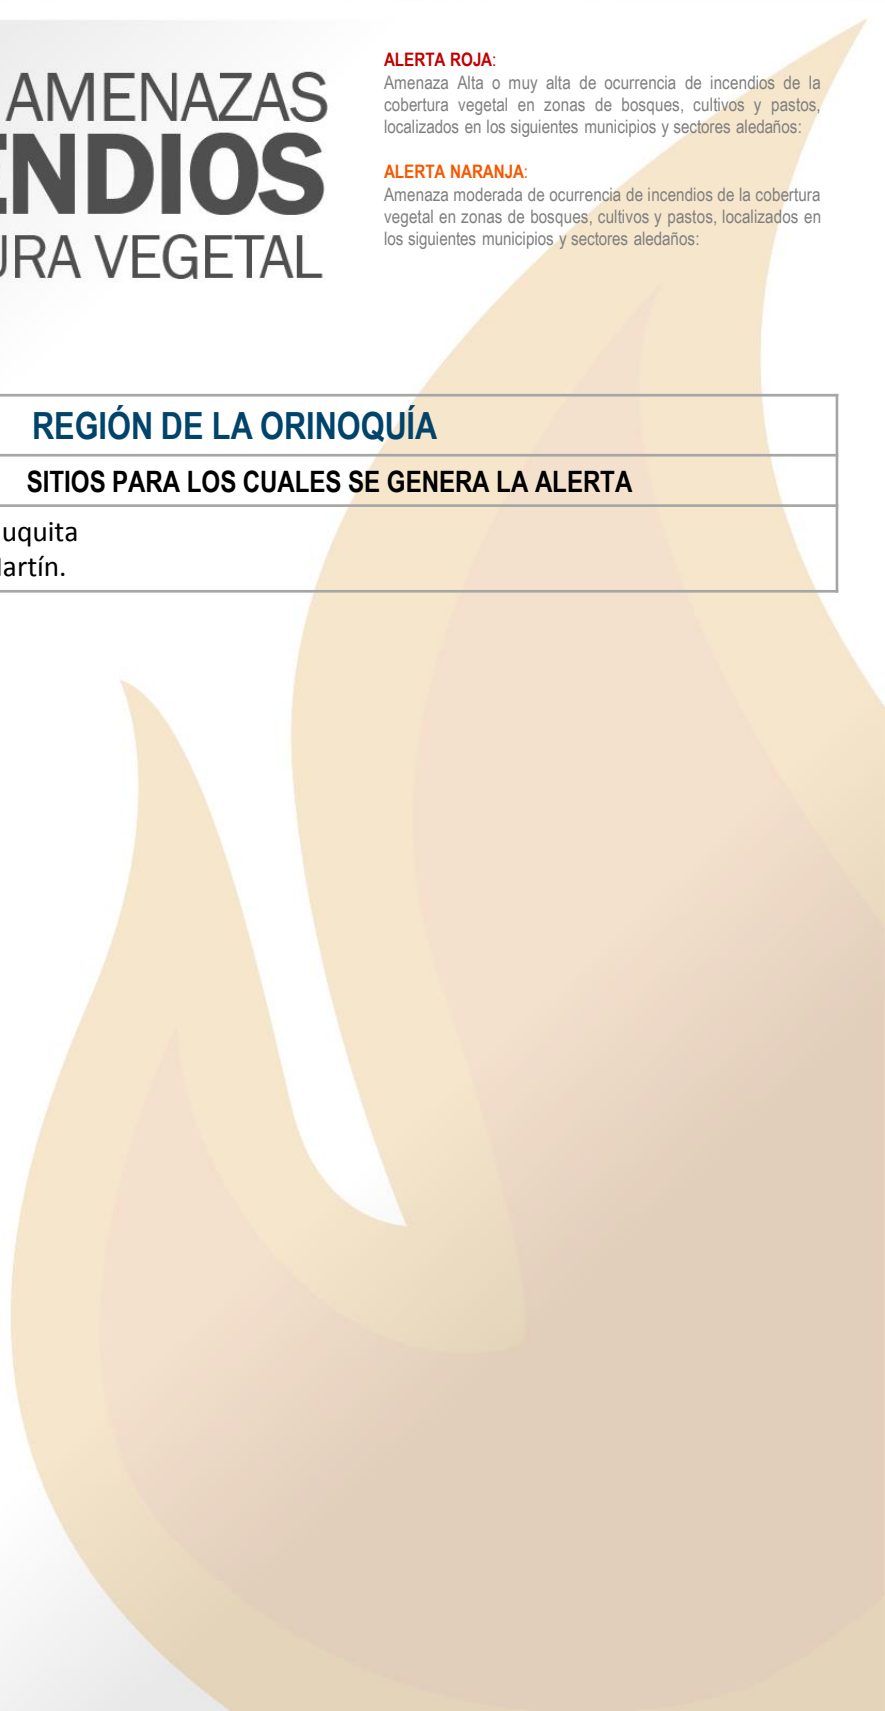 AMENAZAS
ENDIOS
URA VEGETAL
ALERTA ROJA:
Amenaza Alta o muy alta de ocurrencia de incendios de la
cobertura vegetal en zonas de bosques, cultivos y pastos,
localizados en los siguientes municipios y sectores aledaños:
ALERTA NARANJA:
Amenaza moderada de ocurrencia de incendios de la cobertura
vegetal en zonas de bosques, cultivos y pastos, localizados en
los siguientes municipios y sectores aledaños:
REGIÓN DE LA ORINOQUÍA
SITIOS PARA LOS CUALES SE GENERA LA ALERTA
uquita
artín.